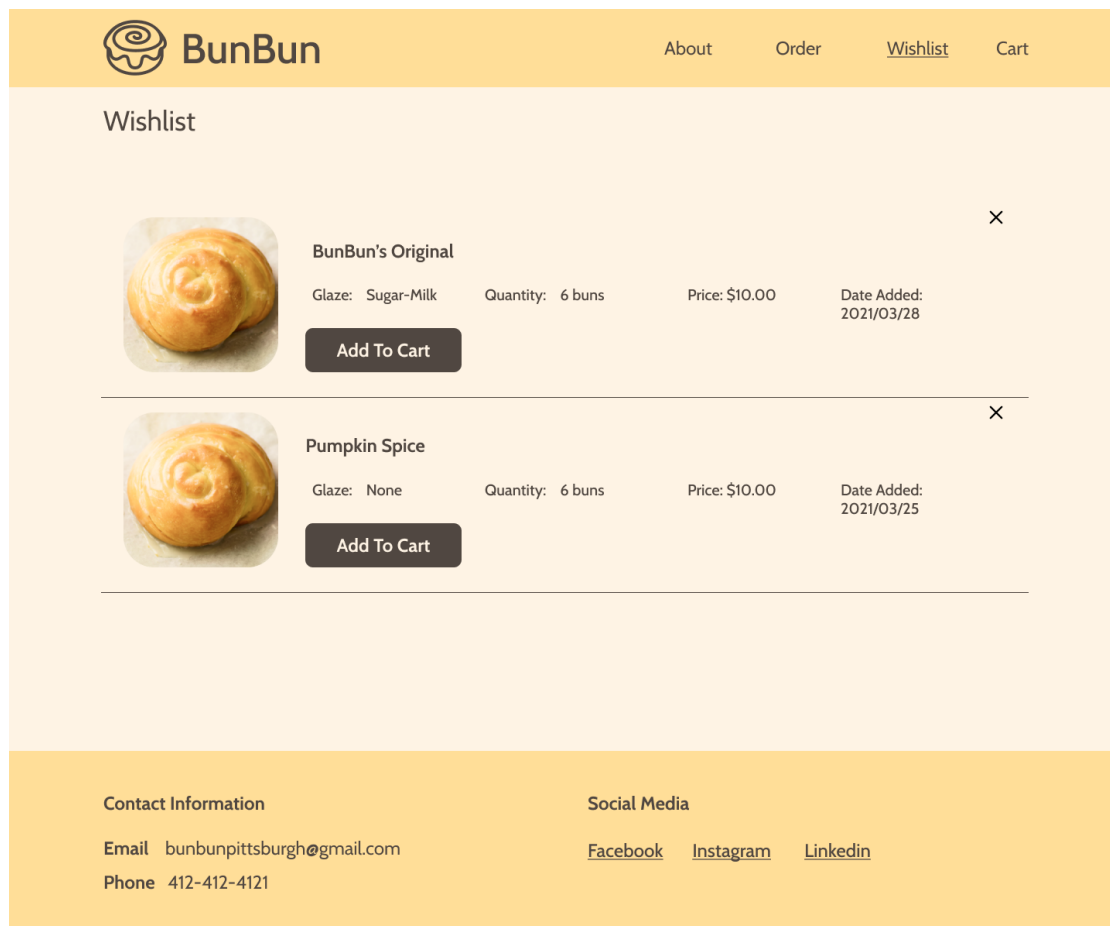 BunBun
About Order Wishlist Cart
Wishlist
BunBun's Original
Glaze: Sugar-Milk Quantity: 6 buns Price: $10.00 Date Added:
2021/03/28
Add To Cart
Pumpkin Spice
Glaze: None Quantity: 6 buns Price: $10.00 Date Added:
2021/03/25
Add To Cart
Contact Information Social Media
Email bunbunpittsburgh@gmail.com Facebook Instagram Linkedin
Phone 412-412-4121